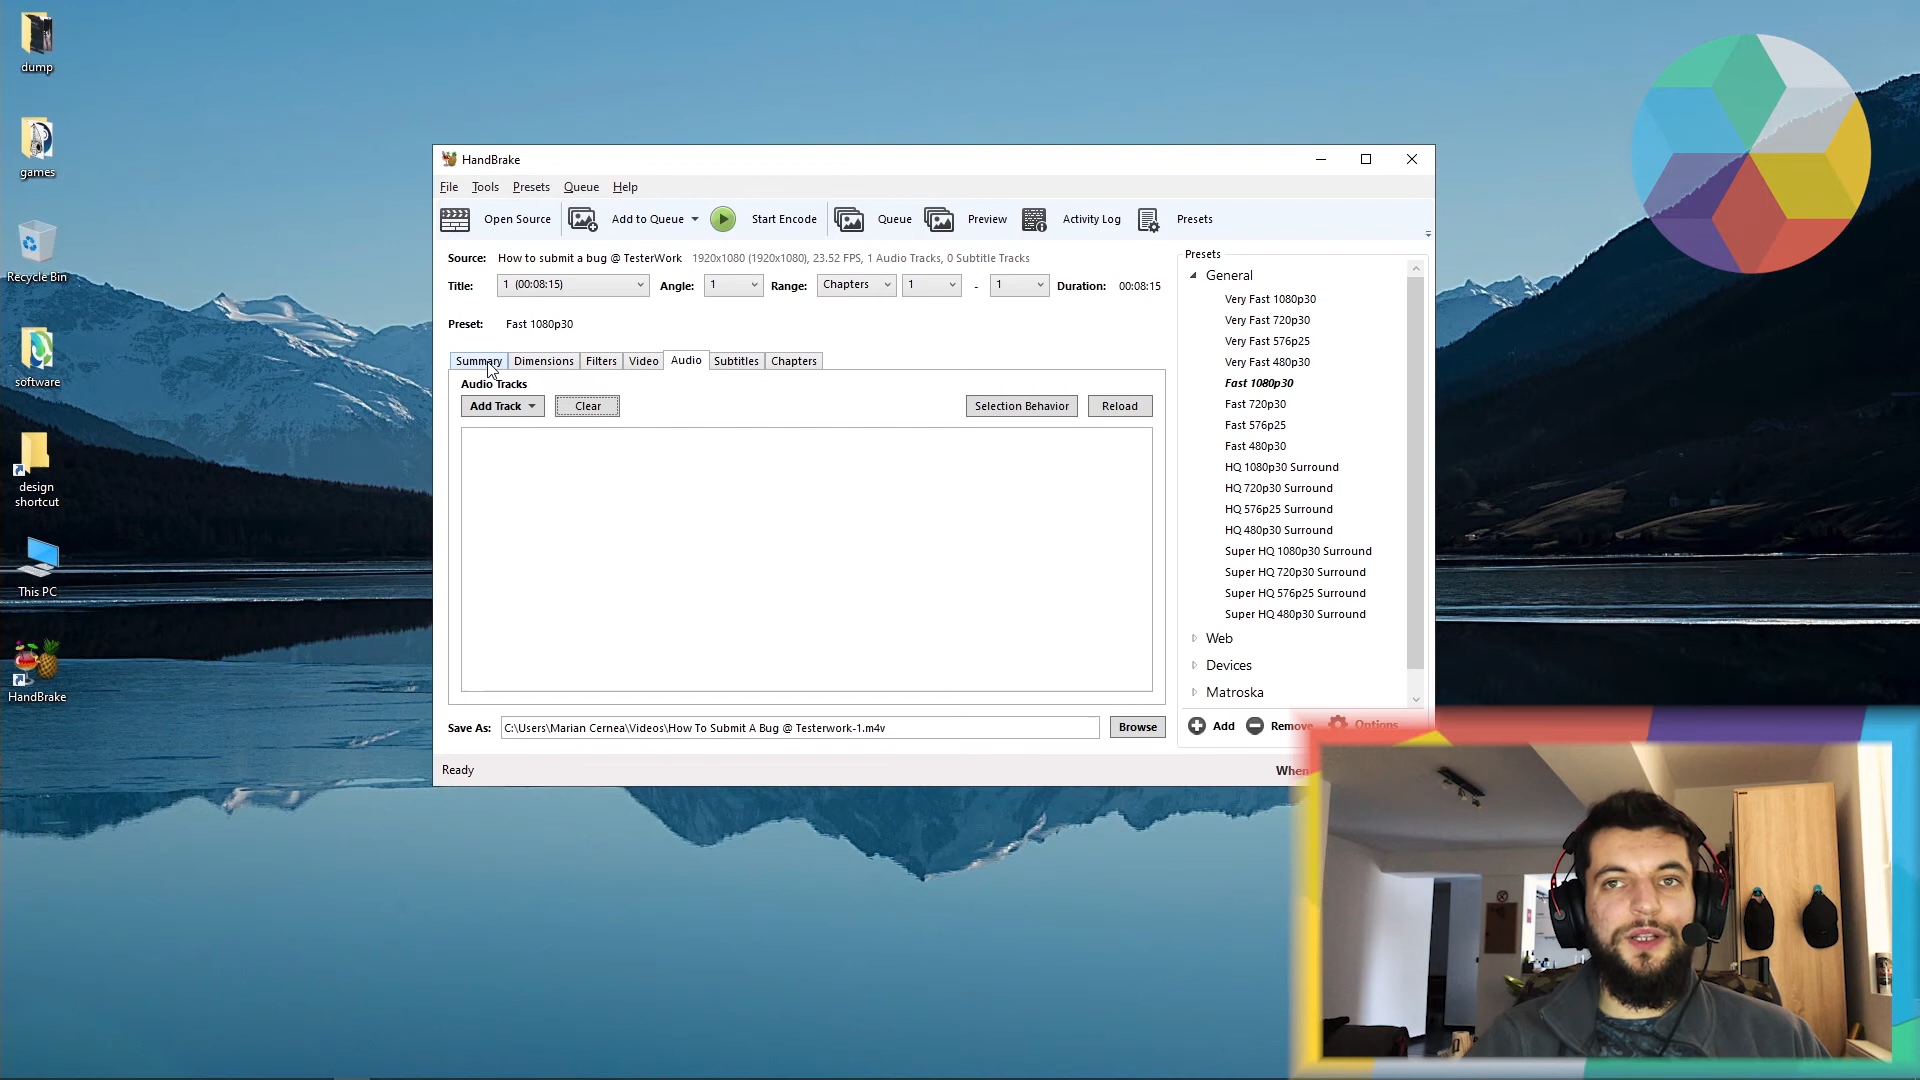 dump
games
Recycle Bin
software
design
shortcut
This PC
HandBrake
HandBrake
File Tools Presets Queue Help
Open Source Add to Queue Start Encode Queue Preview Activity Log Presets
Source: How to submit a bug @ TesterWork 1920x1080 (1920x1080), 23.52 FPS, 1 Audio Tracks, 0 Subtitle Tracks
Title: 1 (00:08:15) Angle: 1 Range: Chapters 1 - 1 Duration: 00:08:15
Preset: Fast 1080p30
Summary Dimensions Filters Video Audio Subtitles Chapters
Audio Tracks
Add Track Clear Selection Behavior Reload
Save As: C:\Users\Marian Cernea\Videos\How To Submit A Bug @ Testerwork-1.m4v Browse
Ready
When
Presets
General
Very Fast 1080p30
Very Fast 720p30
Very Fast 576p25
Very Fast 480p30
Fast 1080p30
Fast 720p30
Fast 576p25
Fast 480p30
HQ 1080p30 Surround
HQ 720p30 Surround
HQ 576p25 Surround
HQ 480p30 Surround
Super HQ 1080p30 Surround
Super HQ 720p30 Surround
Super HQ 576p25 Surround
Super HQ 480p30 Surround
Web
Devices
Matroska
Add Remove Options